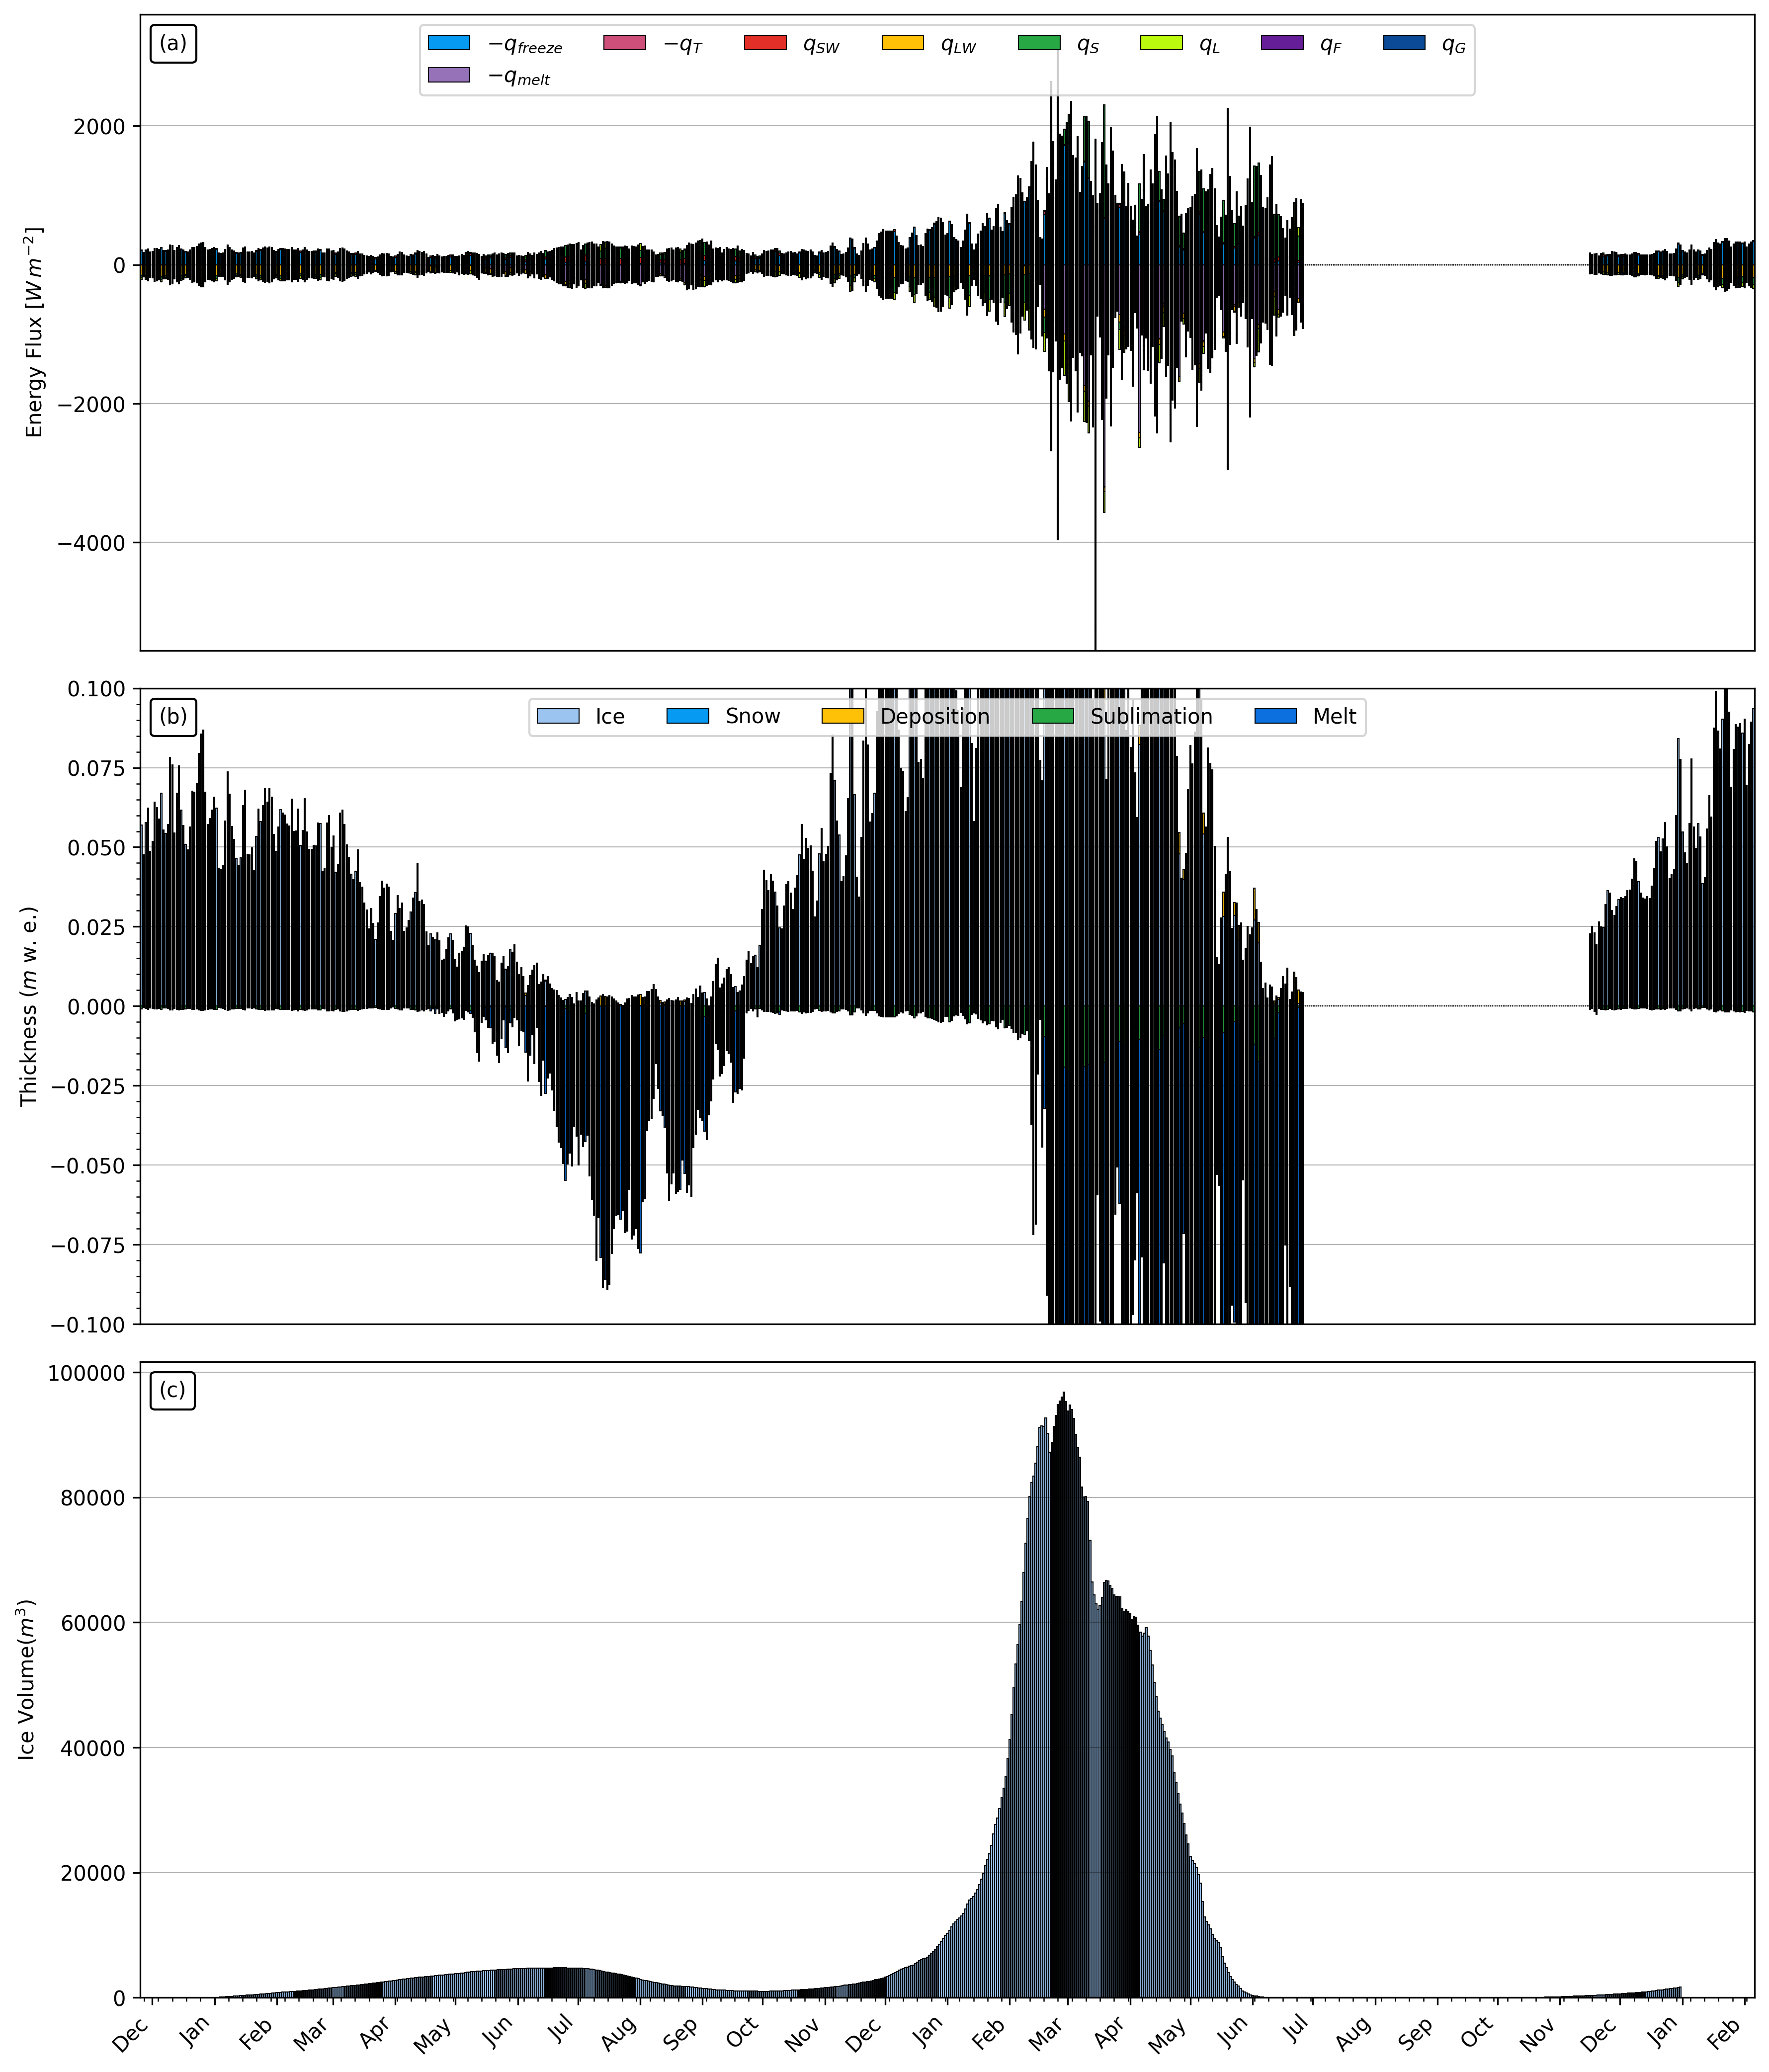 (a)
−q_freeze −q_T q_SW q_LW q_S q_L q_F q_G
−q_melt
2000
0
−2000
−4000
Energy Flux [W m⁻²]
(b)
Ice Snow Deposition Sublimation Melt
0.100
0.075
0.050
0.025
0.000
−0.025
−0.050
−0.075
−0.100
Thickness (m w. e.)
(c)
100000
80000
60000
40000
20000
0
Ice Volume(m³)
Dec Jan Feb Mar Apr May Jun Jul Aug Sep Oct Nov Dec Jan Feb Mar Apr May Jun Jul Aug Sep Oct Nov Dec Jan Feb